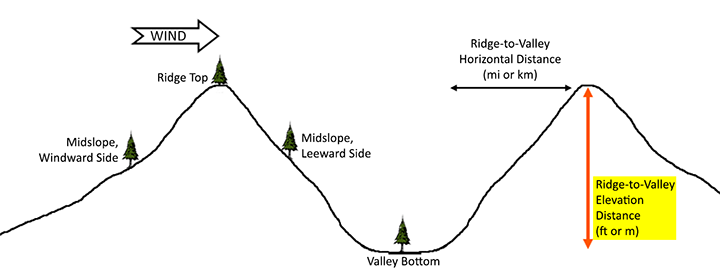 WIND
Ridge Top
Midslope,
Windward Side
Midslope,
Leeward Side
Valley Bottom
Ridge-to-Valley
Horizontal Distance
(mi or km)
Ridge-to-Valley
Elevation
Distance
(ft or m)